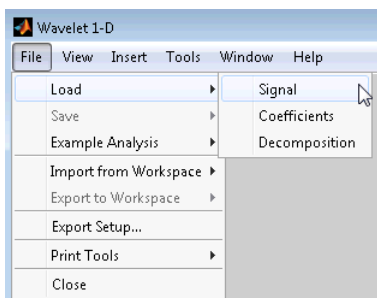 Wavelet 1-D
File View Insert Tools Window Help
Load Signal
Save Coefficients
Example Analysis Decomposition
Import from Workspace
Export to Workspace
Export Setup...
Print Tools
Close